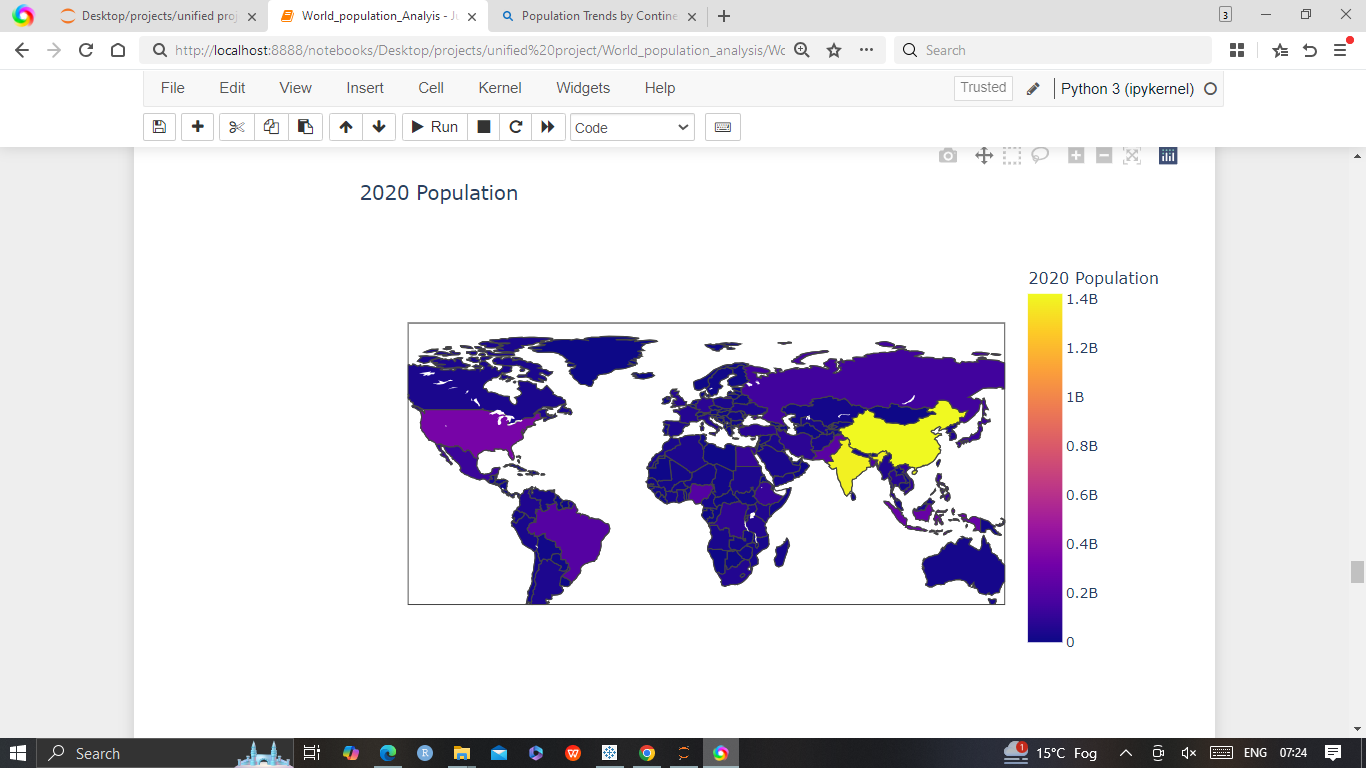 Desktop/projects/unified proj
World_population_Analyis - Ju
Population Trends by Contine
3
http://localhost:8888/notebooks/Desktop/projects/unified%20project/World_population_analysis/Wo
Search
File Edit View Insert Cell Kernel Widgets Help
Trusted
Python 3 (ipykernel)
Run
Code
2020 Population
2020 Population
1.4B
1.2B
1B
0.8B
0.6B
0.4B
0.2B
0
Search
1
15°C Fog
ENG
07:24